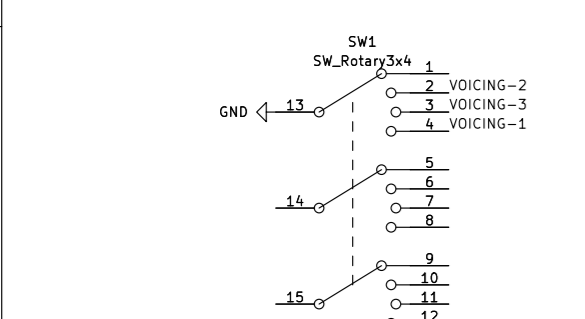 SW1
SW_Rotary3x4
1
2 VOICING-2
GND 13 3 VOICING-3
4 VOICING-1
5
6
14 7
8
9
10
15 11
12